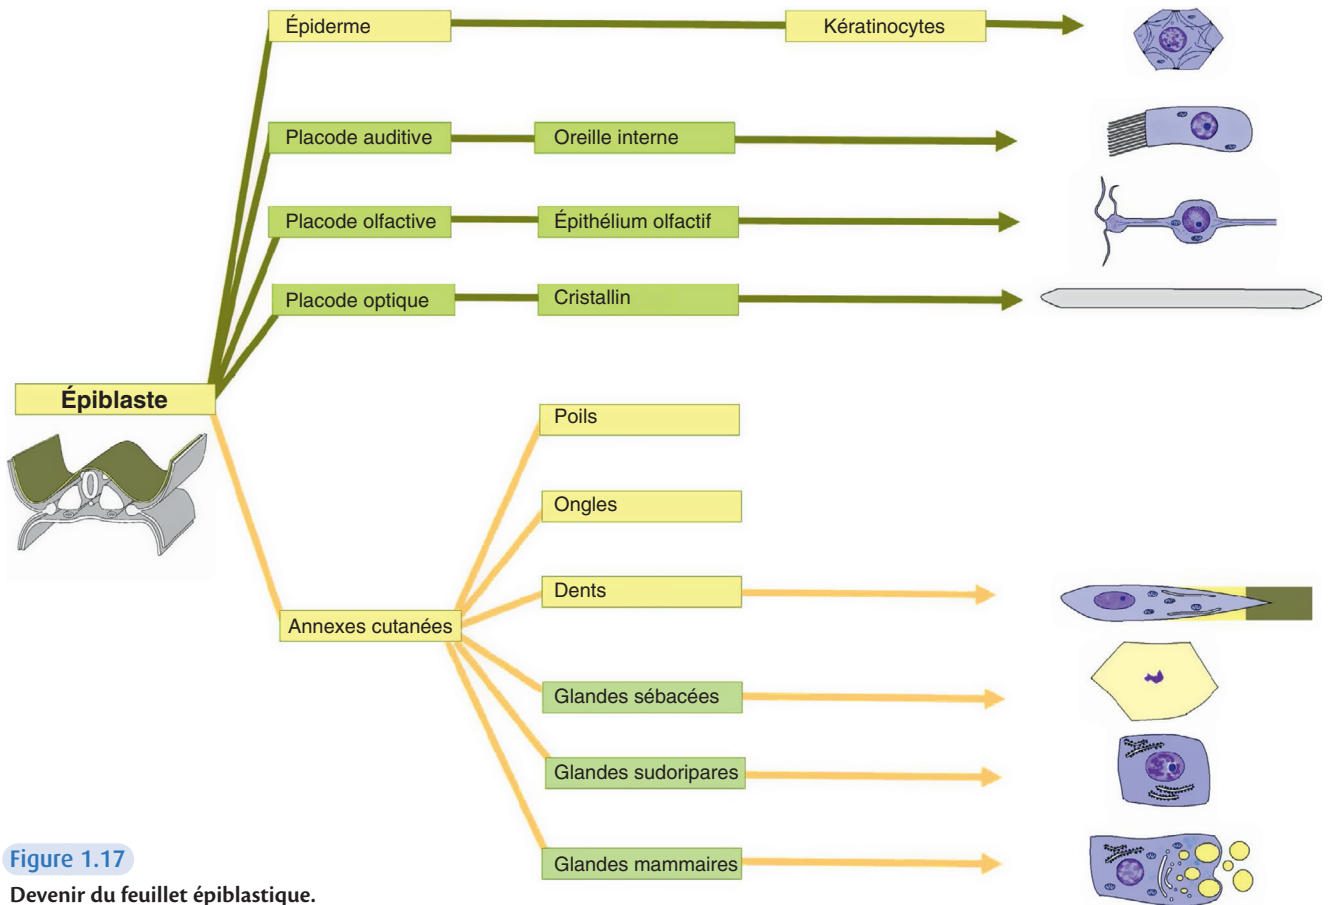 Épiderme
Kératinocytes
Placode auditive
Oreille interne
Placode olfactive
Épithélium olfactif
Placode optique
Cristallin
Épiblaste
Poils
Ongles
Dents
Annexes cutanées
Glandes sébacées
Glandes sudoripares
Glandes mammaires
Figure 1.17
Devenir du feuillet épiblastique.